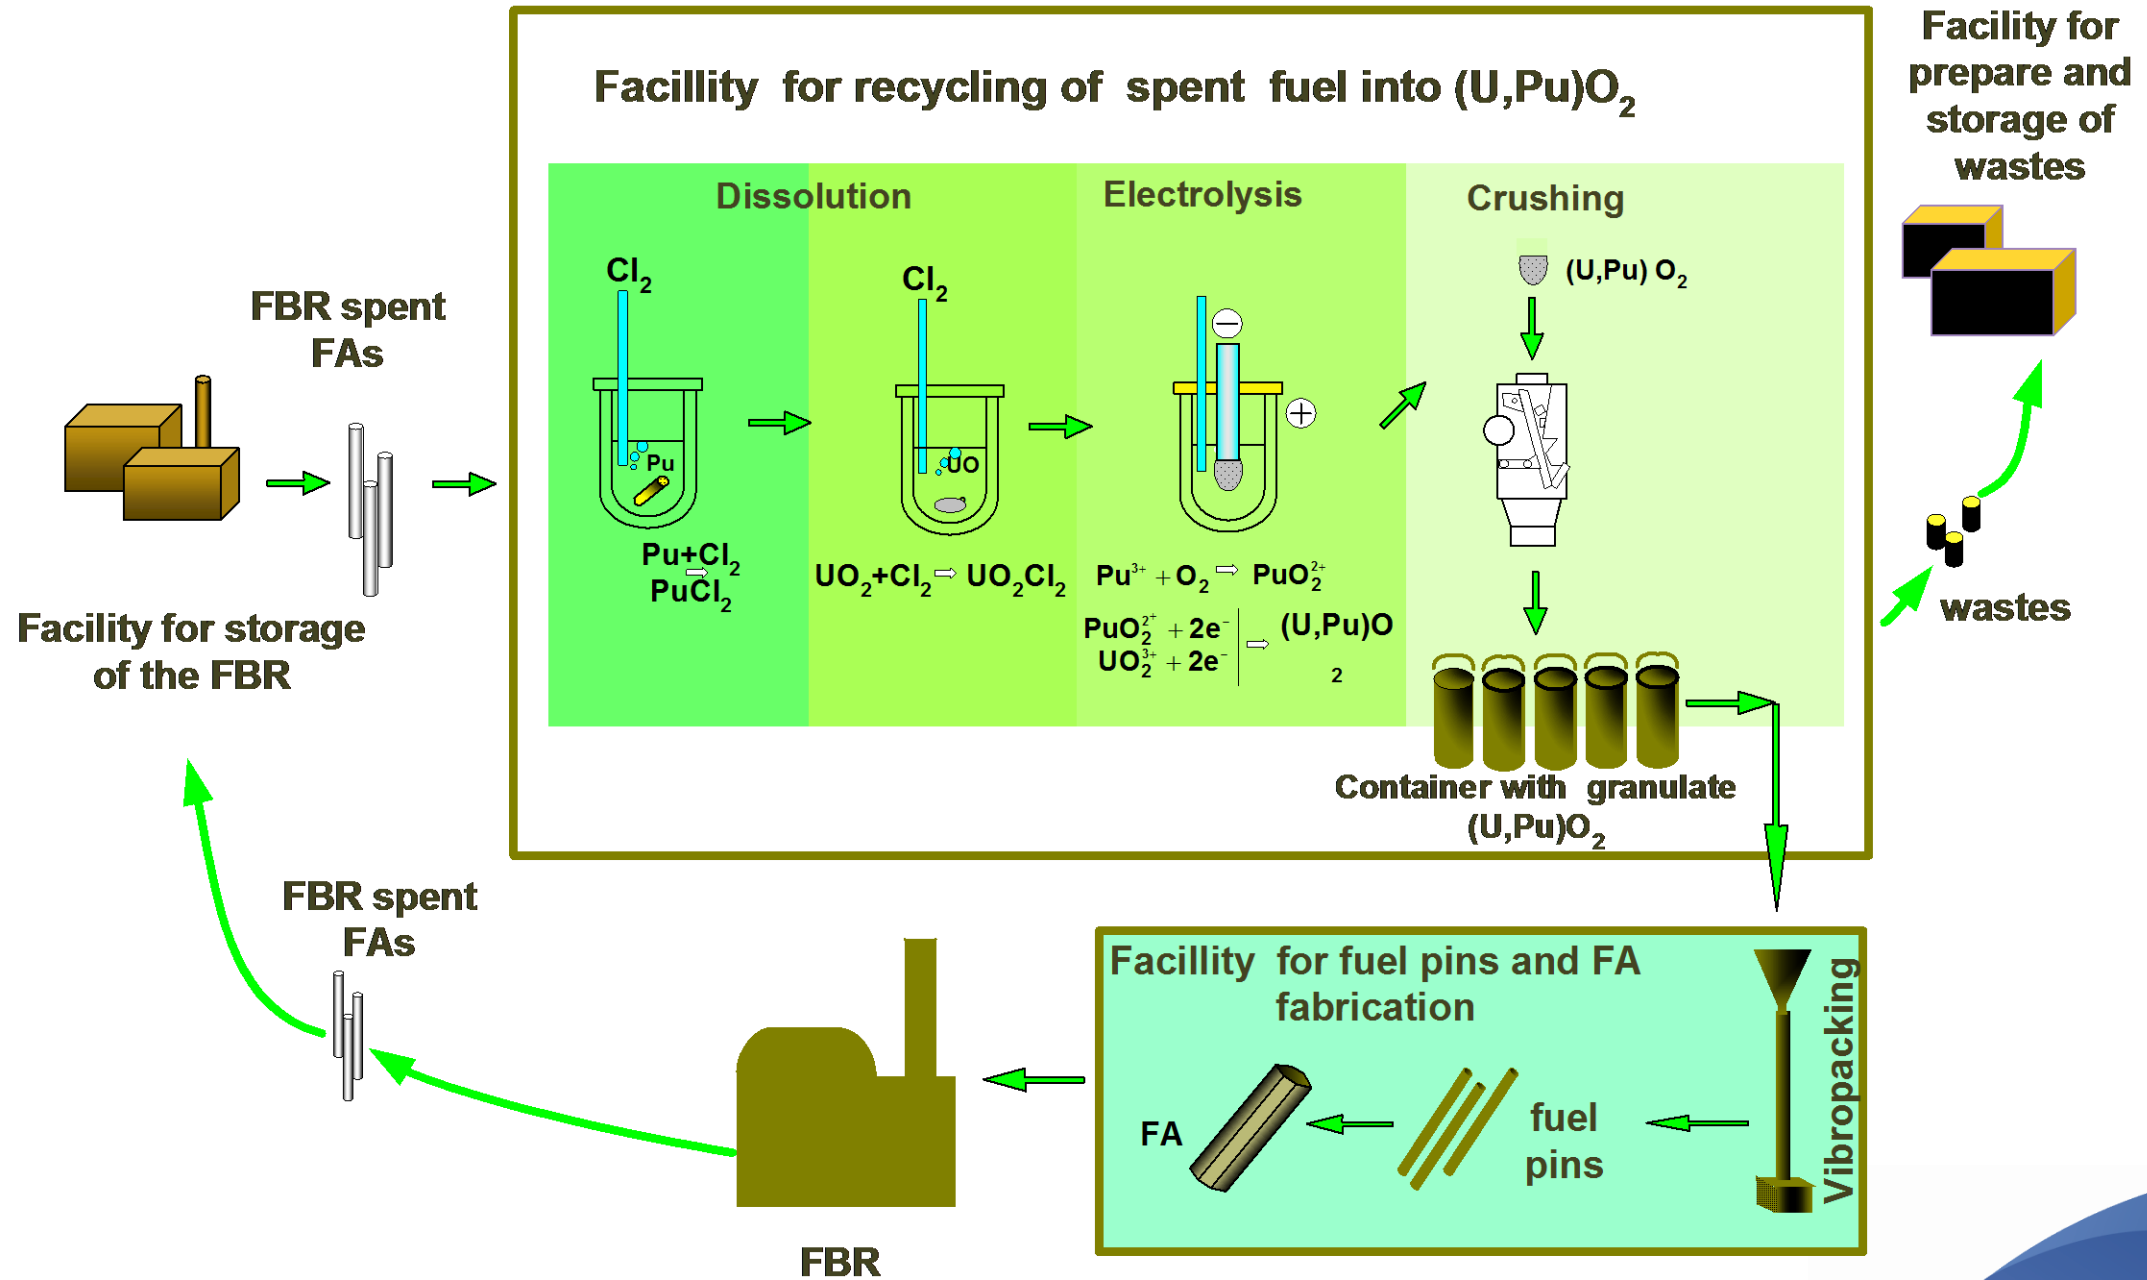 Facillity for recycling of spent fuel into (U,Pu)O₂
Facility for
prepare and
storage of
wastes
Dissolution
Electrolysis
Crushing
Cl₂
Cl₂
−
+
(U,Pu) O₂
FBR spent
FAs
Pu
UO
Pu+Cl₂
⇨
PuCl₂
UO₂+Cl₂ ⇨ UO₂Cl₂
Pu³⁺ + O₂ ⇨ PuO₂²⁺
PuO₂²⁺ + 2e⁻
UO₂³⁺ + 2e⁻
⇨ (U,Pu)O
2
wastes
Facility for storage
of the FBR
Container with granulate
(U,Pu)O₂
FBR spent
FAs
Facillity for fuel pins and FA
fabrication
Vibropacking
FA
fuel
pins
FBR